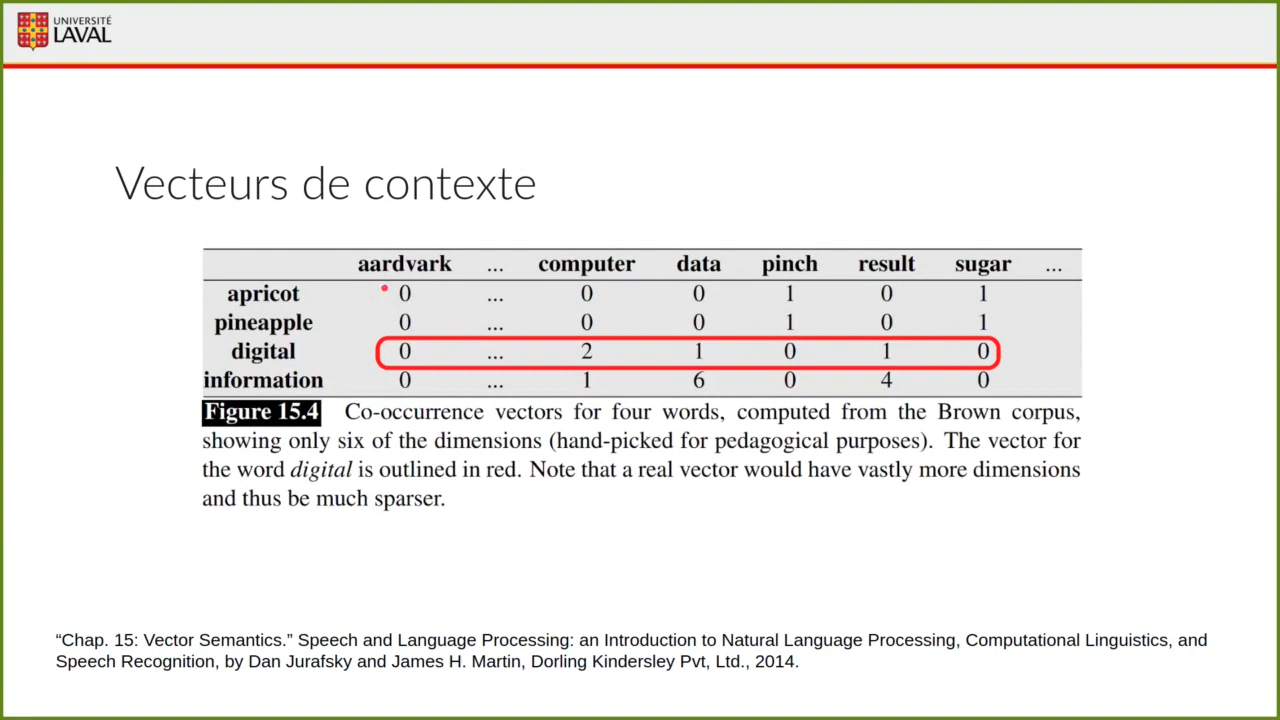 UNIVERSITÉ
LAVAL
Vecteurs de contexte
aardvark ... computer data pinch result sugar ...
apricot 0 ... 0 0 1 0 1
pineapple 0 ... 0 0 1 0 1
digital 0 ... 2 1 0 1 0
information 0 ... 1 6 0 4 0
Figure 15.4 Co-occurrence vectors for four words, computed from the Brown corpus,
showing only six of the dimensions (hand-picked for pedagogical purposes). The vector for
the word digital is outlined in red. Note that a real vector would have vastly more dimensions
and thus be much sparser.
“Chap. 15: Vector Semantics.” Speech and Language Processing: an Introduction to Natural Language Processing, Computational Linguistics, and
Speech Recognition, by Dan Jurafsky and James H. Martin, Dorling Kindersley Pvt, Ltd., 2014.